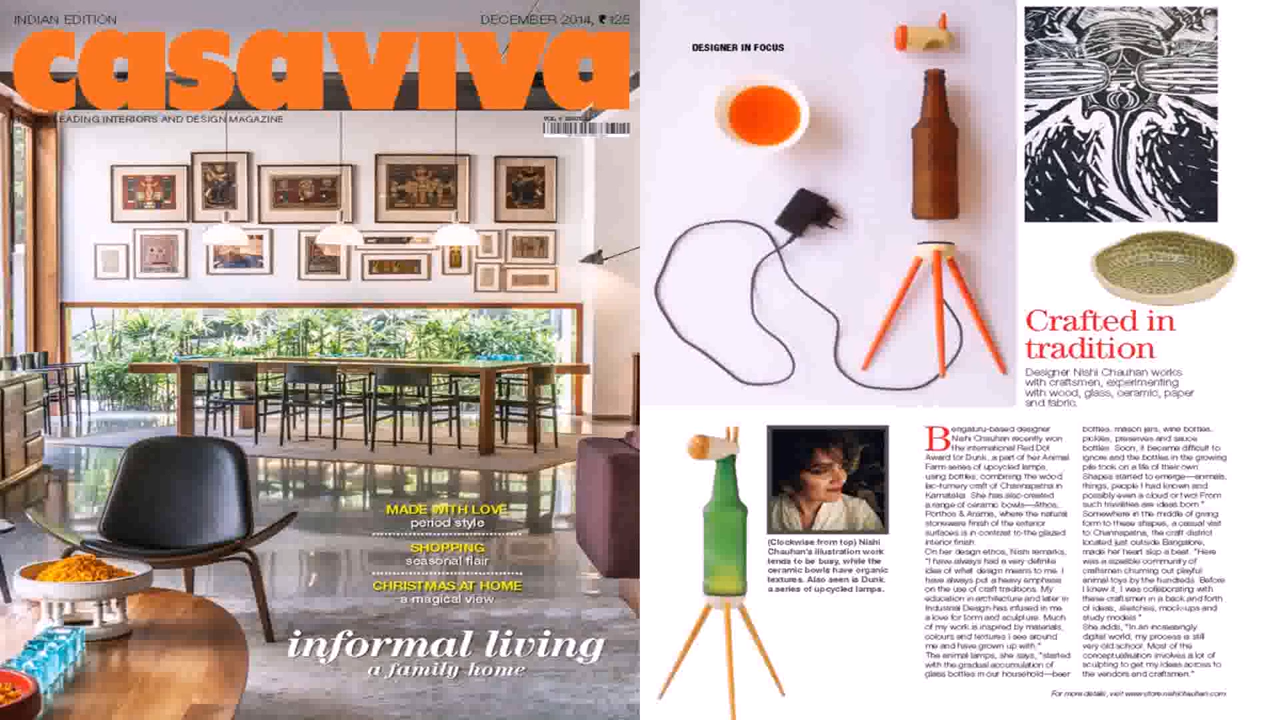 INDIAN EDITION
DECEMBER 2014, ₹125
casaviva
LEADING INTERIORS AND DESIGN MAGAZINE
MADE WITH LOVE
period style
SHOPPING
seasonal flair
CHRISTMAS AT HOME
a magical view
informal living
a family home
DESIGNER IN FOCUS
Crafted in
tradition
Designer Nishi Chauhan works
with craftsmen, experimenting
with wood, glass, ceramic, paper
and fabric.
(Clockwise from top) Nishi
Chauhan's illustration work
tends to be busy, while the
ceramic bowls have organic
textures. Also seen is Dunk,
a series of upcycled lamps.
Bengaluru-based designer
Nishi Chauhan recently won
the international Red Dot
Award for Dunk, a part of her Animal
Farm series of upcycled lamps,
using bottles, combining the wood
lac-turnery craft of Channapatna in
Karnataka. She has also created
a range of ceramic bowls—Athos,
Porthos & Aramis, where the natural
stoneware finish of the exterior
surfaces is in contrast to the glazed
interior finish.
On her design ethos, Nishi remarks,
"I have always had a very definite
idea of what design means to me. I
have always put a heavy emphasis
on the use of craft traditions. My
education in architecture and later in
Industrial Design has infused in me
a love for form and sculpture. Much
of my work is inspired by materials,
colours and textures I see around
me and have grown up with."
The animal lamps, she says, "started
with the gradual accumulation of
glass bottles in our household—beer
bottles, mason jars, wine bottles,
pickles, preserves and sauce
bottles. Soon, it became difficult to
ignore and the bottles in the growing
pile took on a life of their own.
Shapes started to emerge—animals,
things, people I had known and
possibly even a cloud or two! From
such frivolities are ideas born."
Somewhere in the middle of giving
form to these shapes, a casual visit
to Channapatna, the craft district
located just outside Bangalore,
made her heart skip a beat. "Here
was a sizeable community of
craftsmen churning out playful
animal toys by the hundreds. Before
I knew it, I was collaborating with
these craftsmen in a back and forth
of ideas, sketches, mock-ups and
study models."
She adds, "In an increasingly
digital world, my process is still
very old school. Most of the
conceptualisation involves a lot of
sculpting to get my ideas across to
the vendors and craftsmen."
For more details, visit www.store.nishichauhan.com